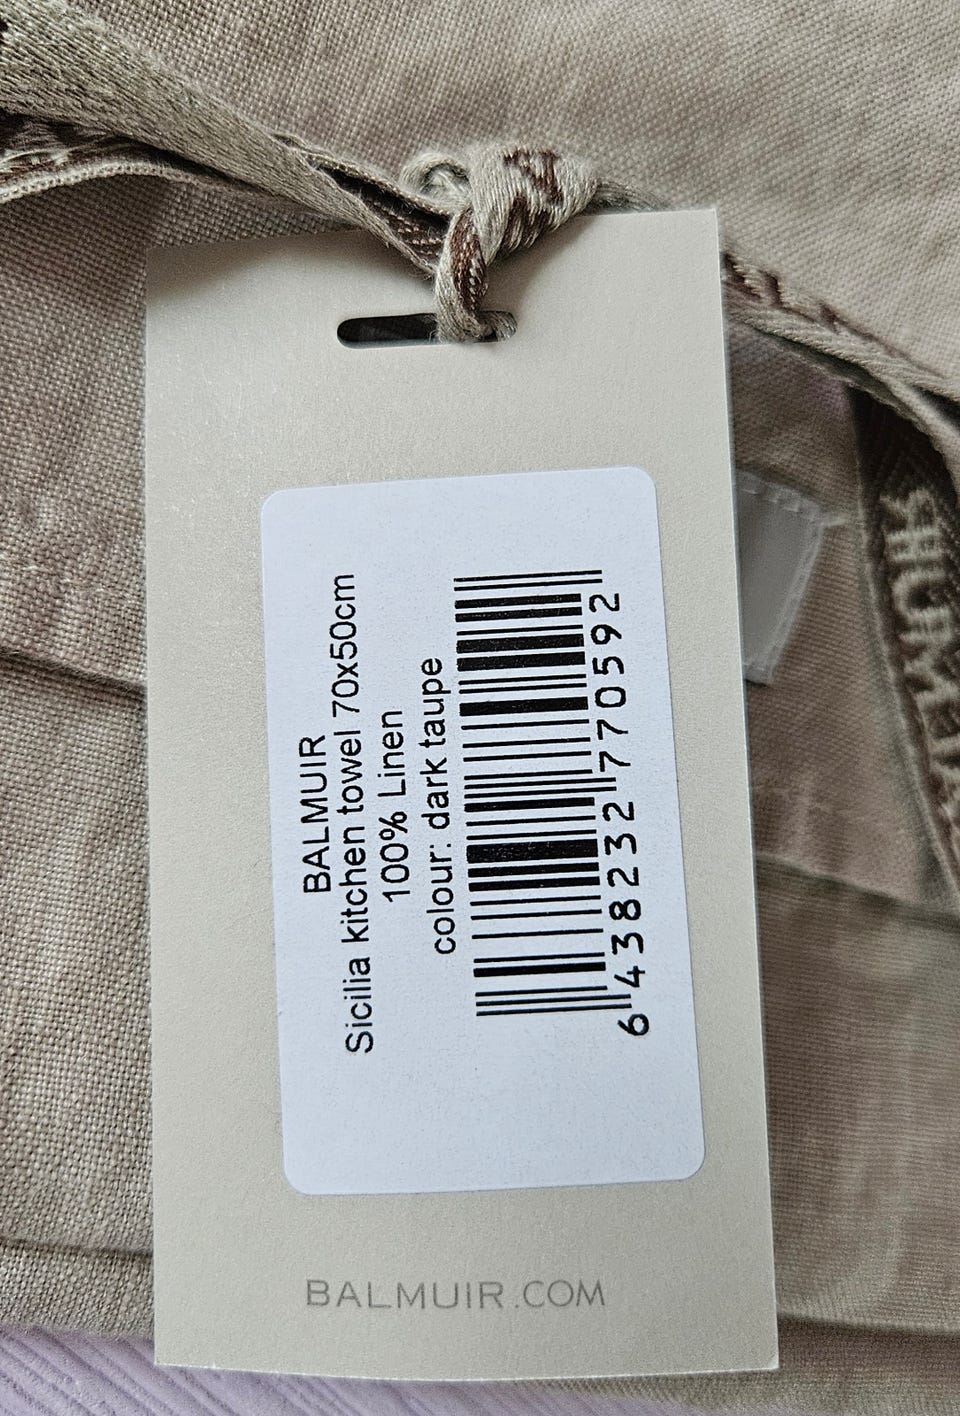 BALMUIR
Sicilia kitchen towel 70x50cm
100% Linen
colour: dark taupe
6 438232 770592
BALMUIR.COM